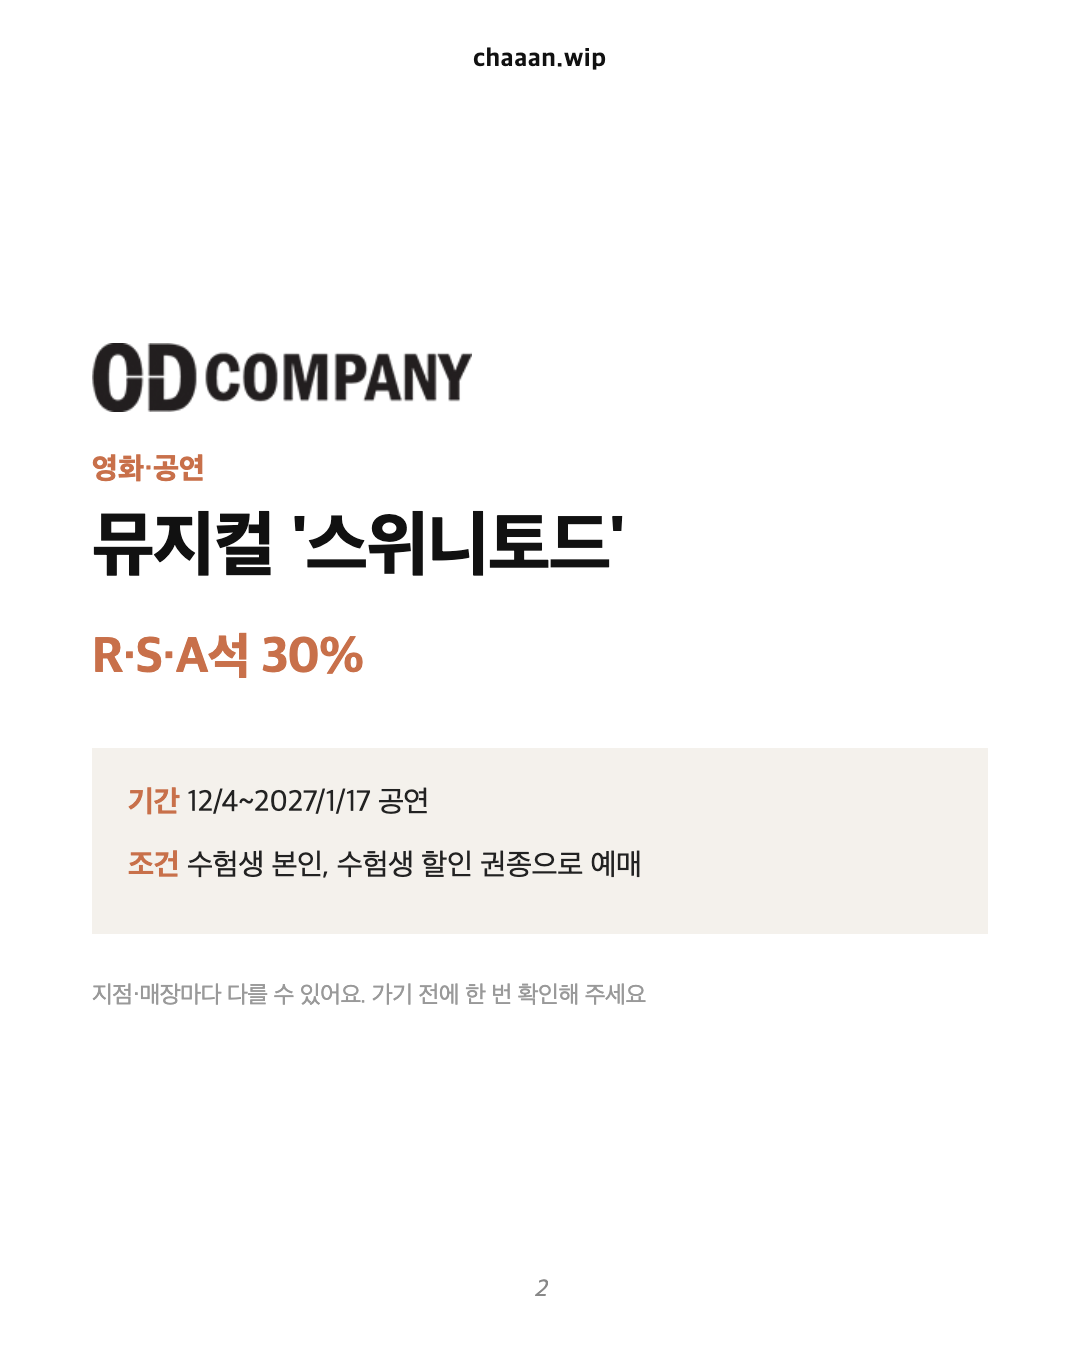 chaaan.wip
OD COMPANY
영화·공연
뮤지컬 '스위니토드'
R·S·A석 30%
기간 12/4~2027/1/17 공연
조건 수험생 본인, 수험생 할인 권종으로 예매
지점·매장마다 다를 수 있어요. 가기 전에 한 번 확인해 주세요
2